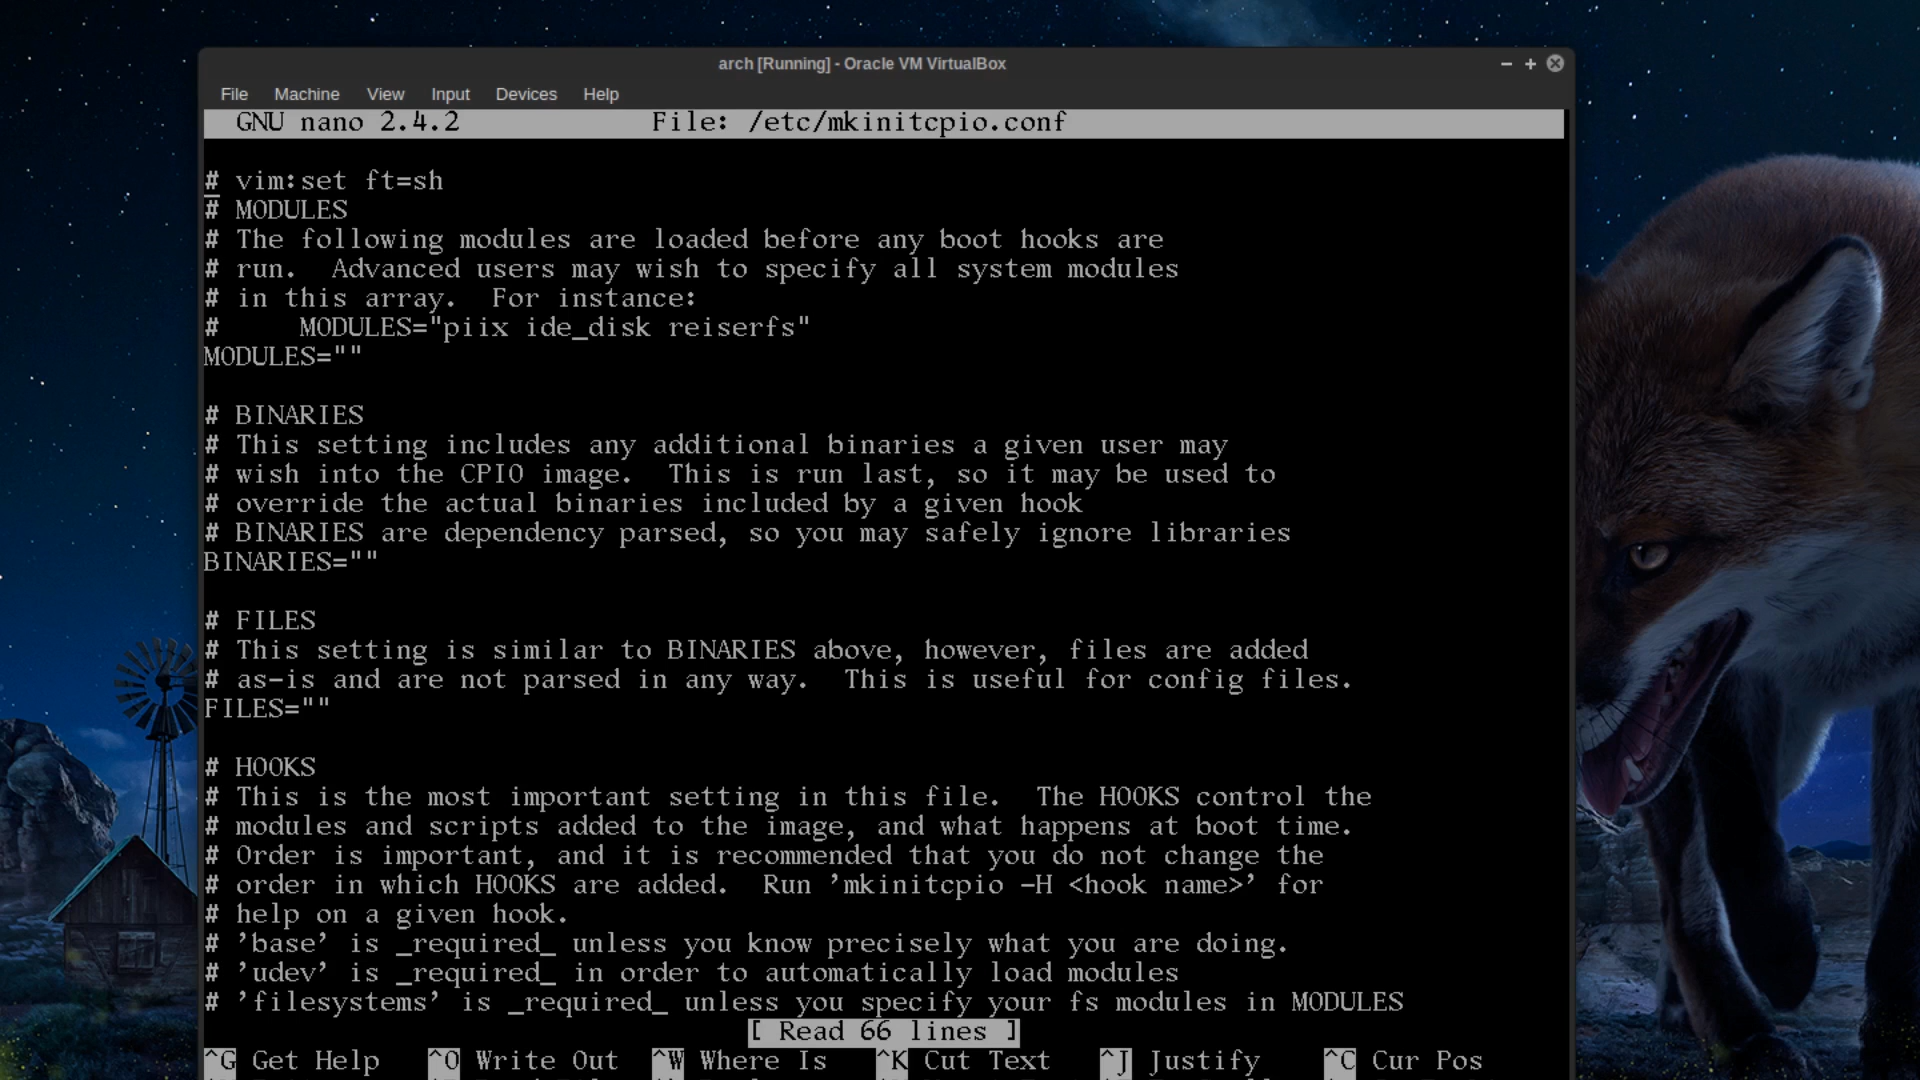 arch [Running] - Oracle VM VirtualBox
File Machine View Input Devices Help
GNU nano 2.4.2 File: /etc/mkinitcpio.conf
# vim:set ft=sh
# MODULES
# The following modules are loaded before any boot hooks are
# run.  Advanced users may wish to specify all system modules
# in this array.  For instance:
#     MODULES="piix ide_disk reiserfs"
MODULES=""
# BINARIES
# This setting includes any additional binaries a given user may
# wish into the CPIO image.  This is run last, so it may be used to
# override the actual binaries included by a given hook
# BINARIES are dependency parsed, so you may safely ignore libraries
BINARIES=""
# FILES
# This setting is similar to BINARIES above, however, files are added
# as-is and are not parsed in any way.  This is useful for config files.
FILES=""
# HOOKS
# This is the most important setting in this file.  The HOOKS control the
# modules and scripts added to the image, and what happens at boot time.
# Order is important, and it is recommended that you do not change the
# order in which HOOKS are added.  Run 'mkinitcpio -H <hook name>' for
# help on a given hook.
# 'base' is _required_ unless you know precisely what you are doing.
# 'udev' is _required_ in order to automatically load modules
# 'filesystems' is _required_ unless you specify your fs modules in MODULES
[ Read 66 lines ]
^G Get Help ^O Write Out ^W Where Is ^K Cut Text ^J Justify ^C Cur Pos